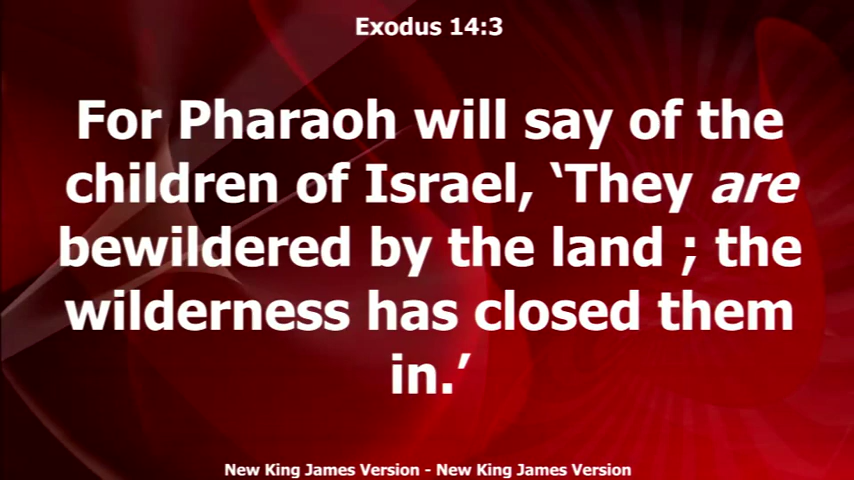 Exodus 14:3
For Pharaoh will say of the
children of Israel, ‘They are
bewildered by the land ; the
wilderness has closed them
in.’
New King James Version - New King James Version